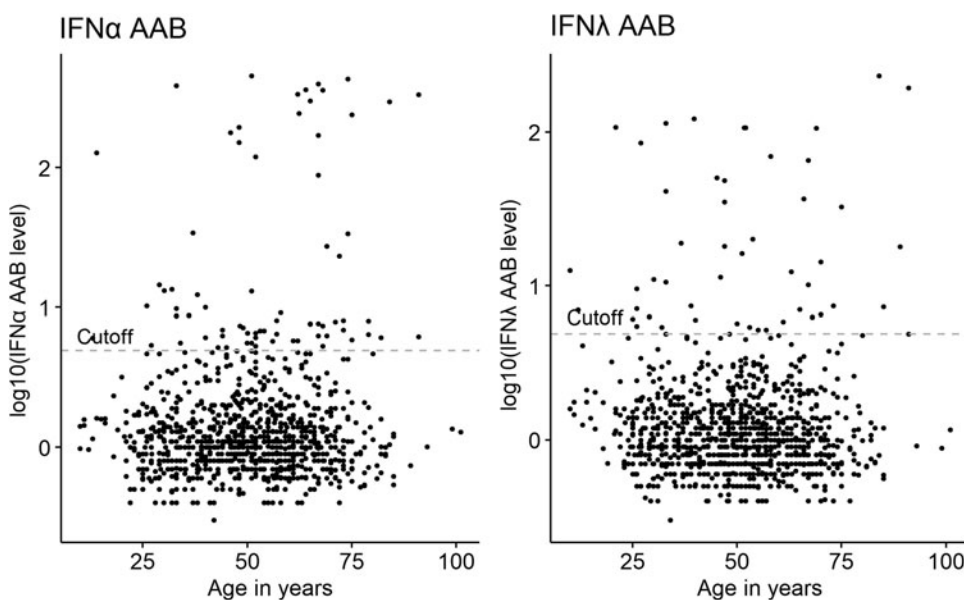 IFNα AAB
log10(IFNα AAB level)
2
1
0
Cutoff
25 50 75 100
Age in years
IFNλ AAB
log10(IFNλ AAB level)
2
1
0
Cutoff
25 50 75 100
Age in years